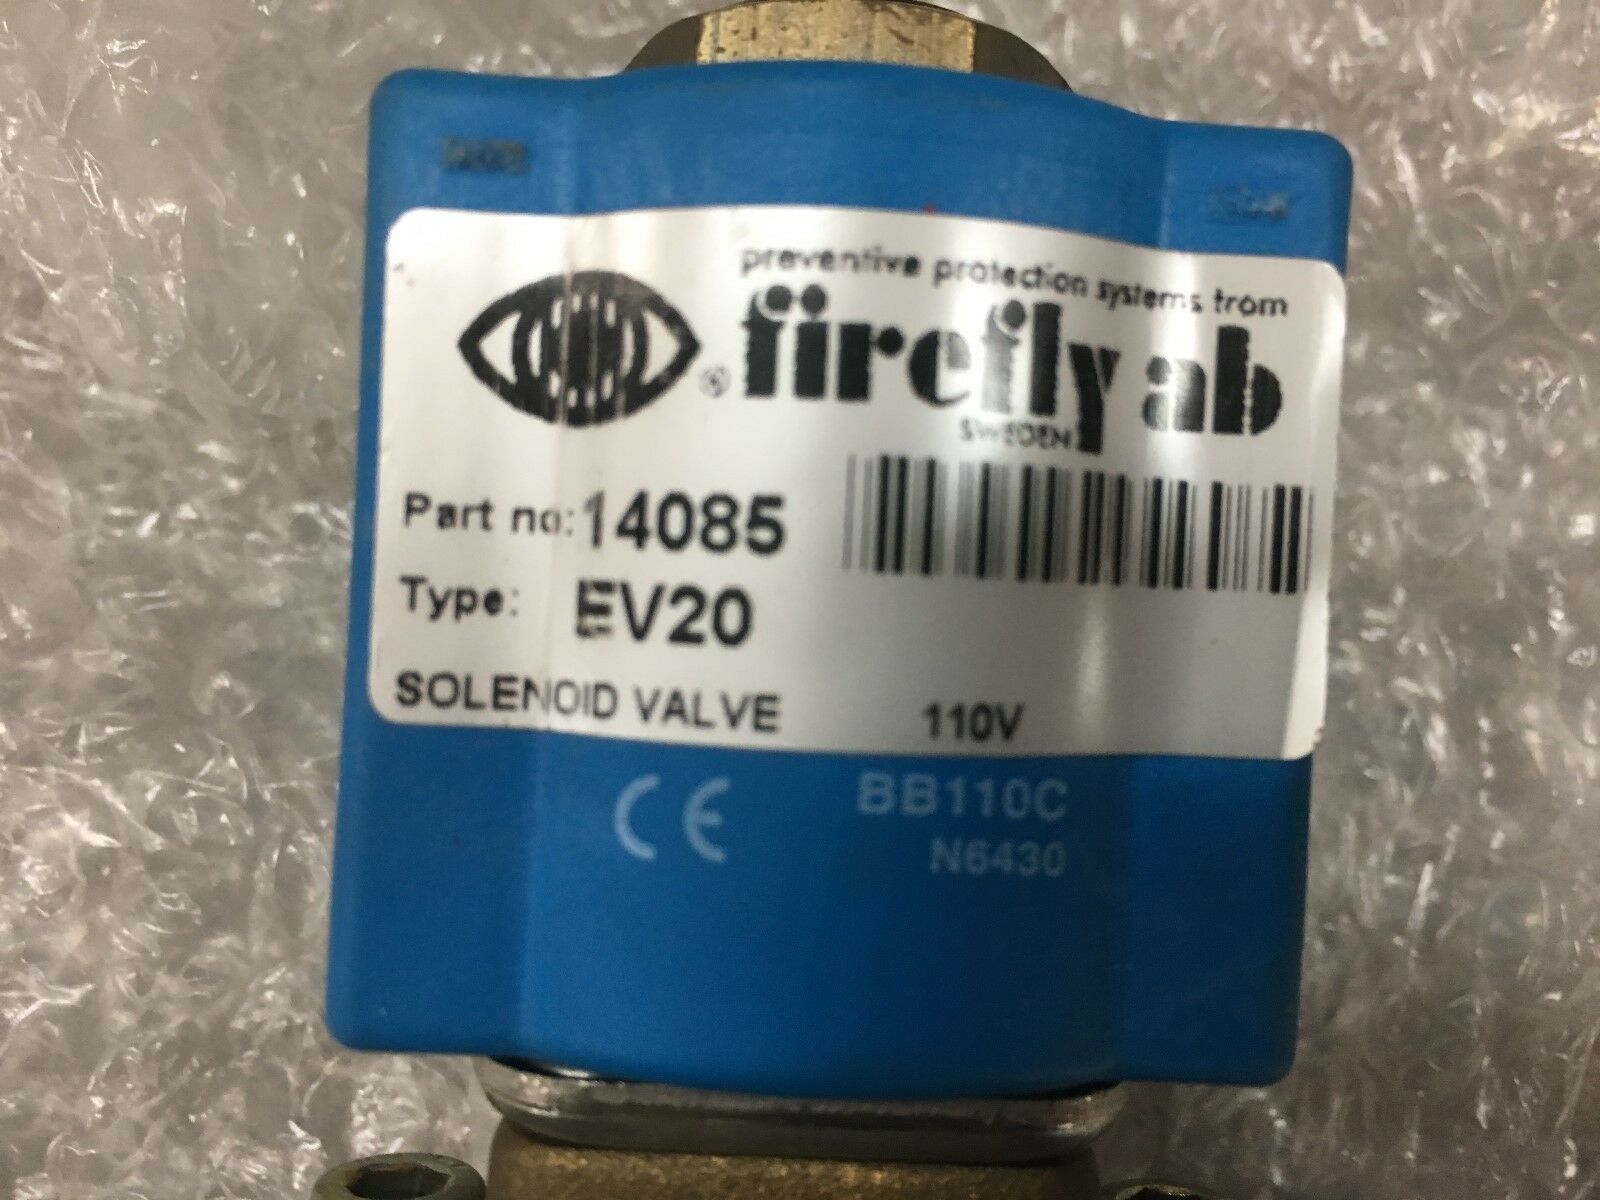 preventive protection systems from
firefly ab
®
SWEDEN
Part no: 14085
Type: EV20
SOLENOID VALVE 110V
CE BB110C
N6430